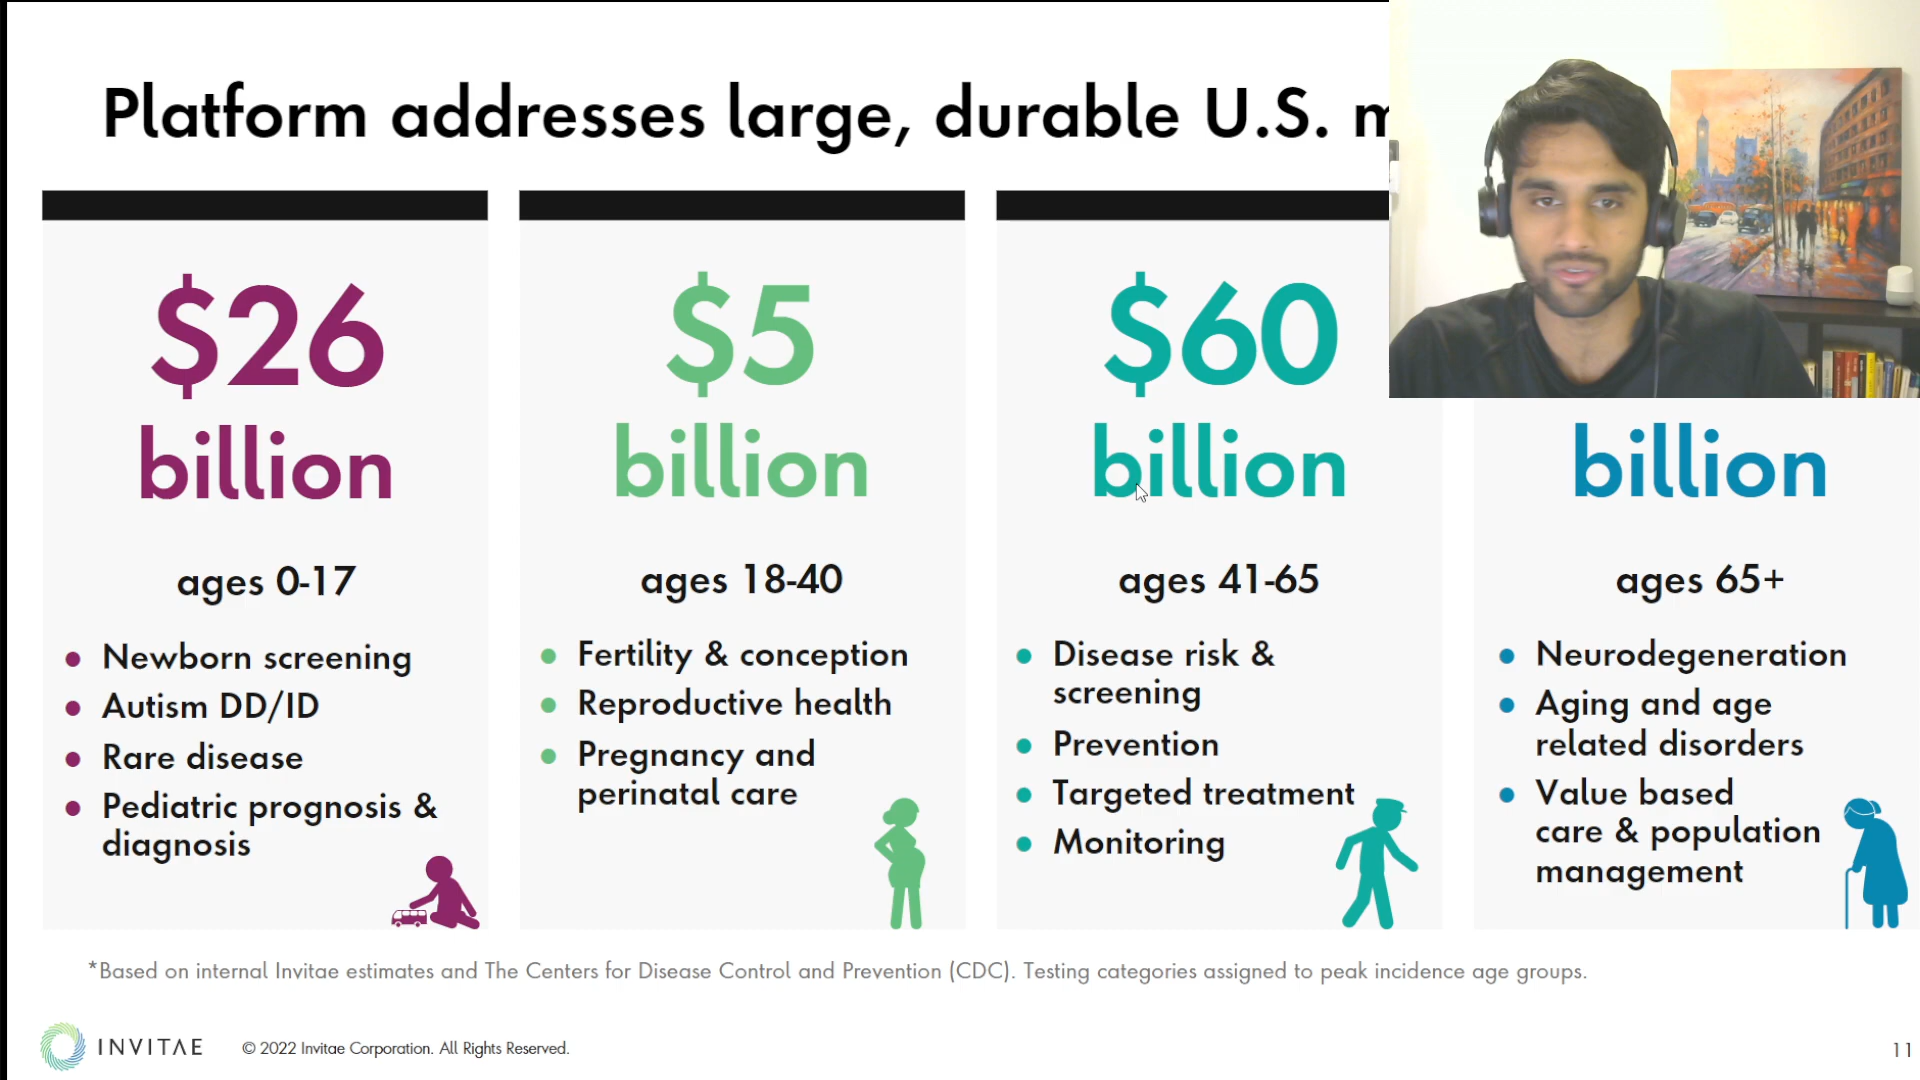 Platform addresses large, durable U.S.
$26
billion
ages 0-17
• Newborn screening
• Autism DD/ID
• Rare disease
• Pediatric prognosis &
diagnosis
$5
billion
ages 18-40
• Fertility & conception
• Reproductive health
• Pregnancy and
perinatal care
$60
billion
ages 41-65
• Disease risk &
screening
• Prevention
• Targeted treatment
• Monitoring
billion
ages 65+
• Neurodegeneration
• Aging and age
related disorders
• Value based
care & population
management
*Based on internal Invitae estimates and The Centers for Disease Control and Prevention (CDC). Testing categories assigned to peak incidence age groups.
INVITAE
© 2022 Invitae Corporation. All Rights Reserved.
11